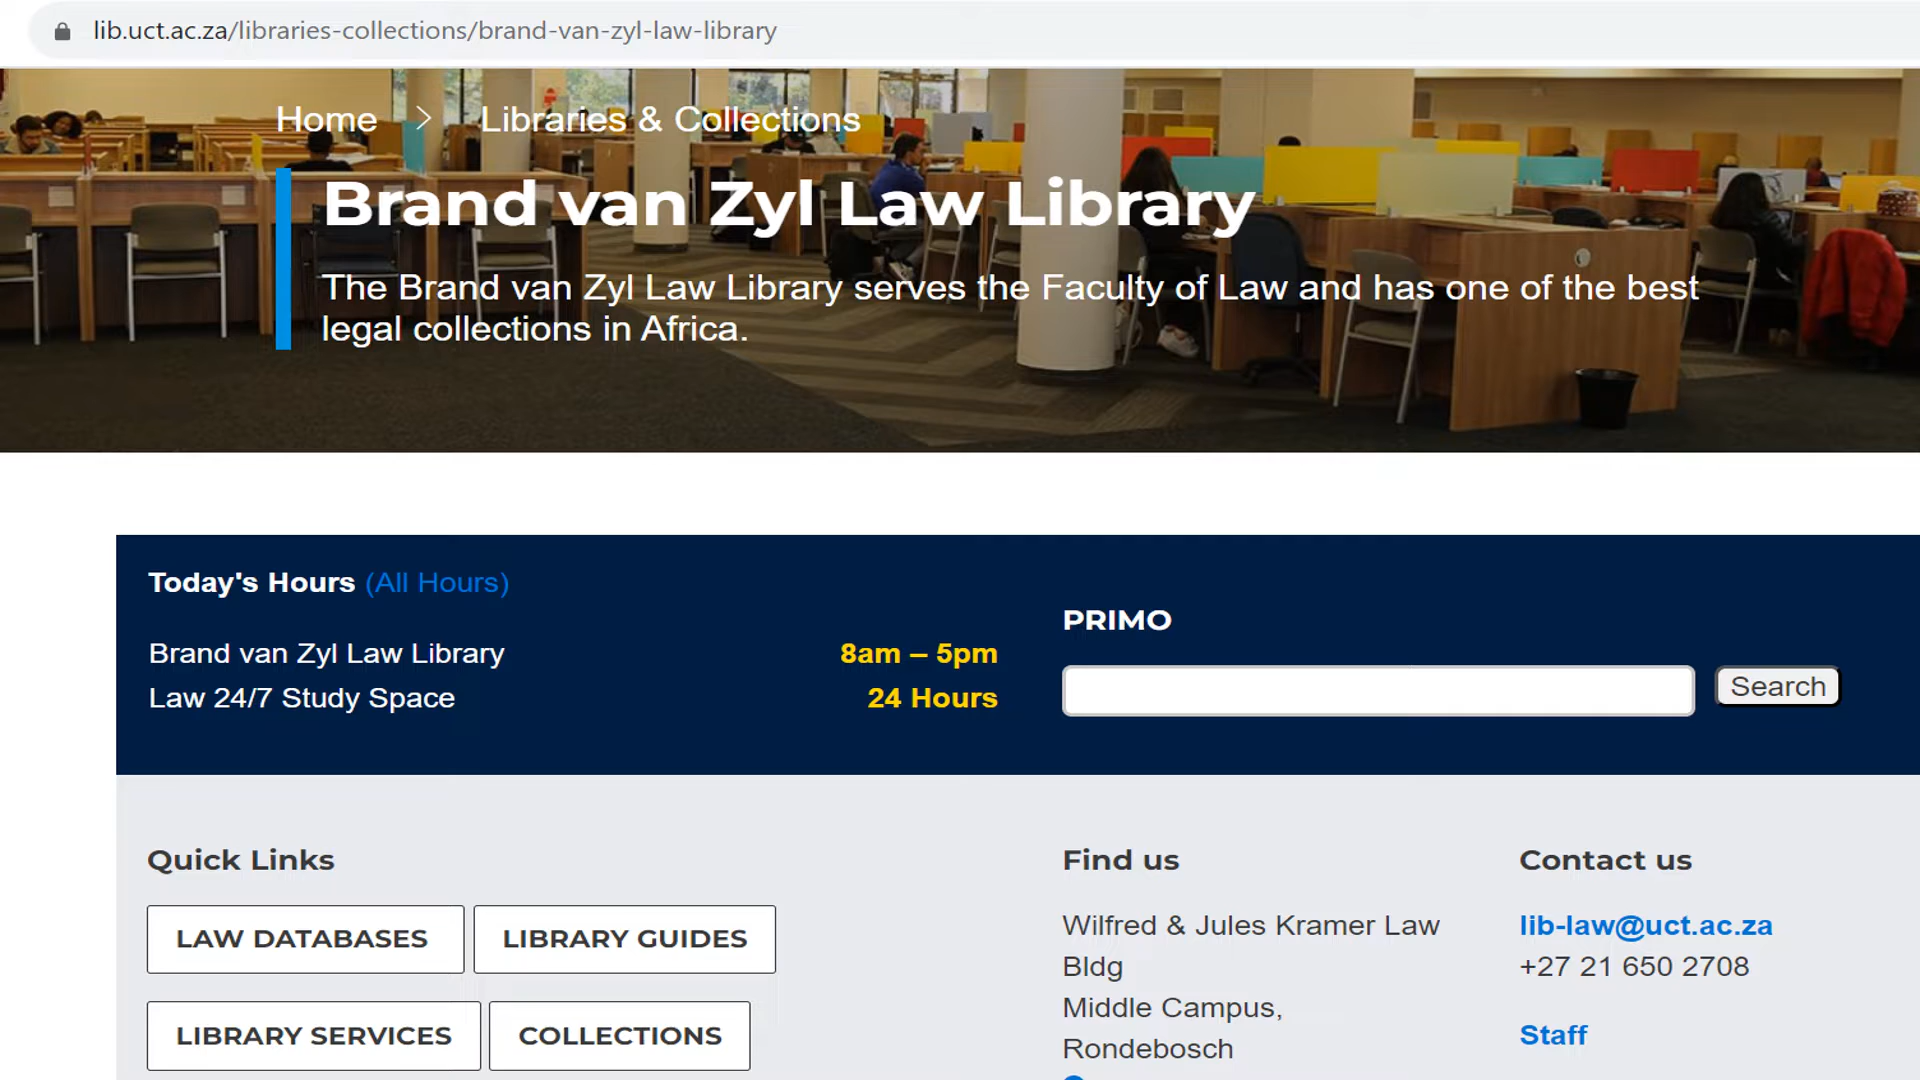 lib.uct.ac.za/libraries-collections/brand-van-zyl-law-library
Home > Libraries & Collections
Brand van Zyl Law Library
The Brand van Zyl Law Library serves the Faculty of Law and has one of the best
legal collections in Africa.
Today's Hours (All Hours)
Brand van Zyl Law Library 8am – 5pm
Law 24/7 Study Space 24 Hours
PRIMO
Search
Quick Links
LAW DATABASES LIBRARY GUIDES
LIBRARY SERVICES COLLECTIONS
Find us
Wilfred & Jules Kramer Law
Bldg
Middle Campus,
Rondebosch
Contact us
lib-law@uct.ac.za
+27 21 650 2708
Staff